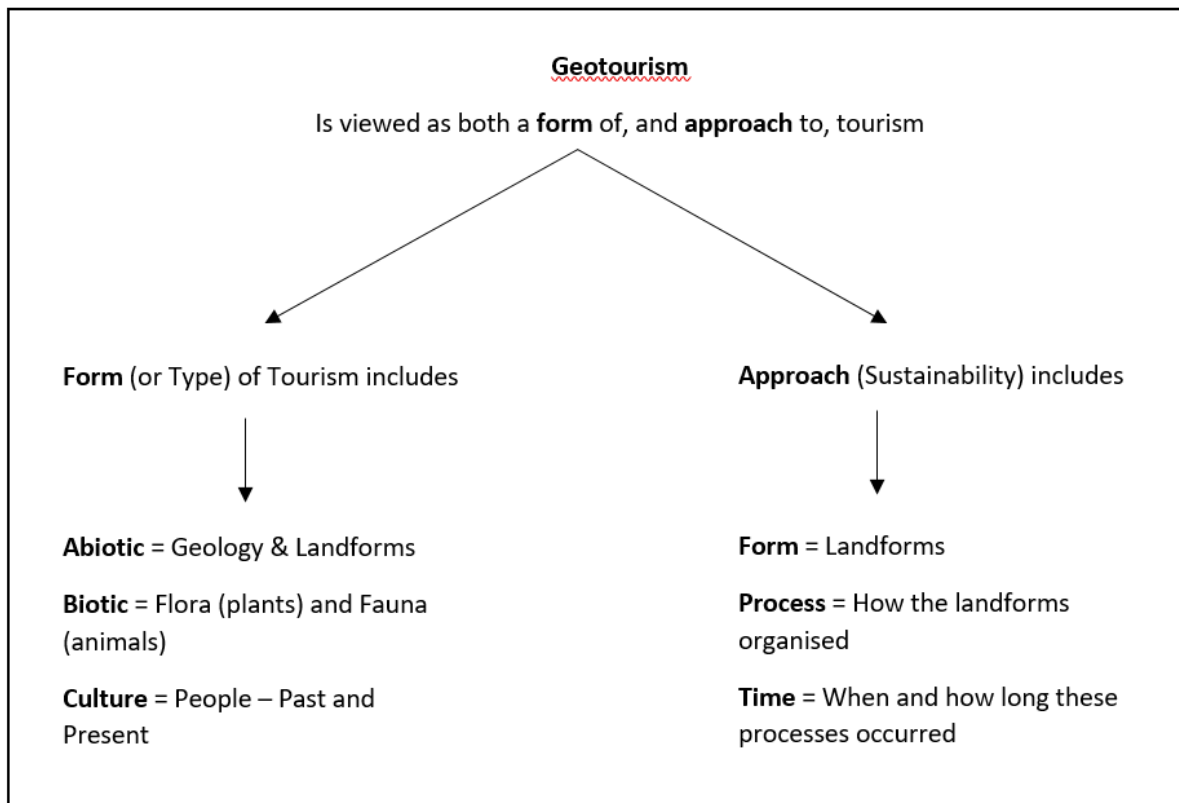 Geotourism
Is viewed as both a form of, and approach to, tourism
Form (or Type) of Tourism includes
Abiotic = Geology & Landforms
Biotic = Flora (plants) and Fauna
(animals)
Culture = People – Past and
Present
Approach (Sustainability) includes
Form = Landforms
Process = How the landforms
organised
Time = When and how long these
processes occurred